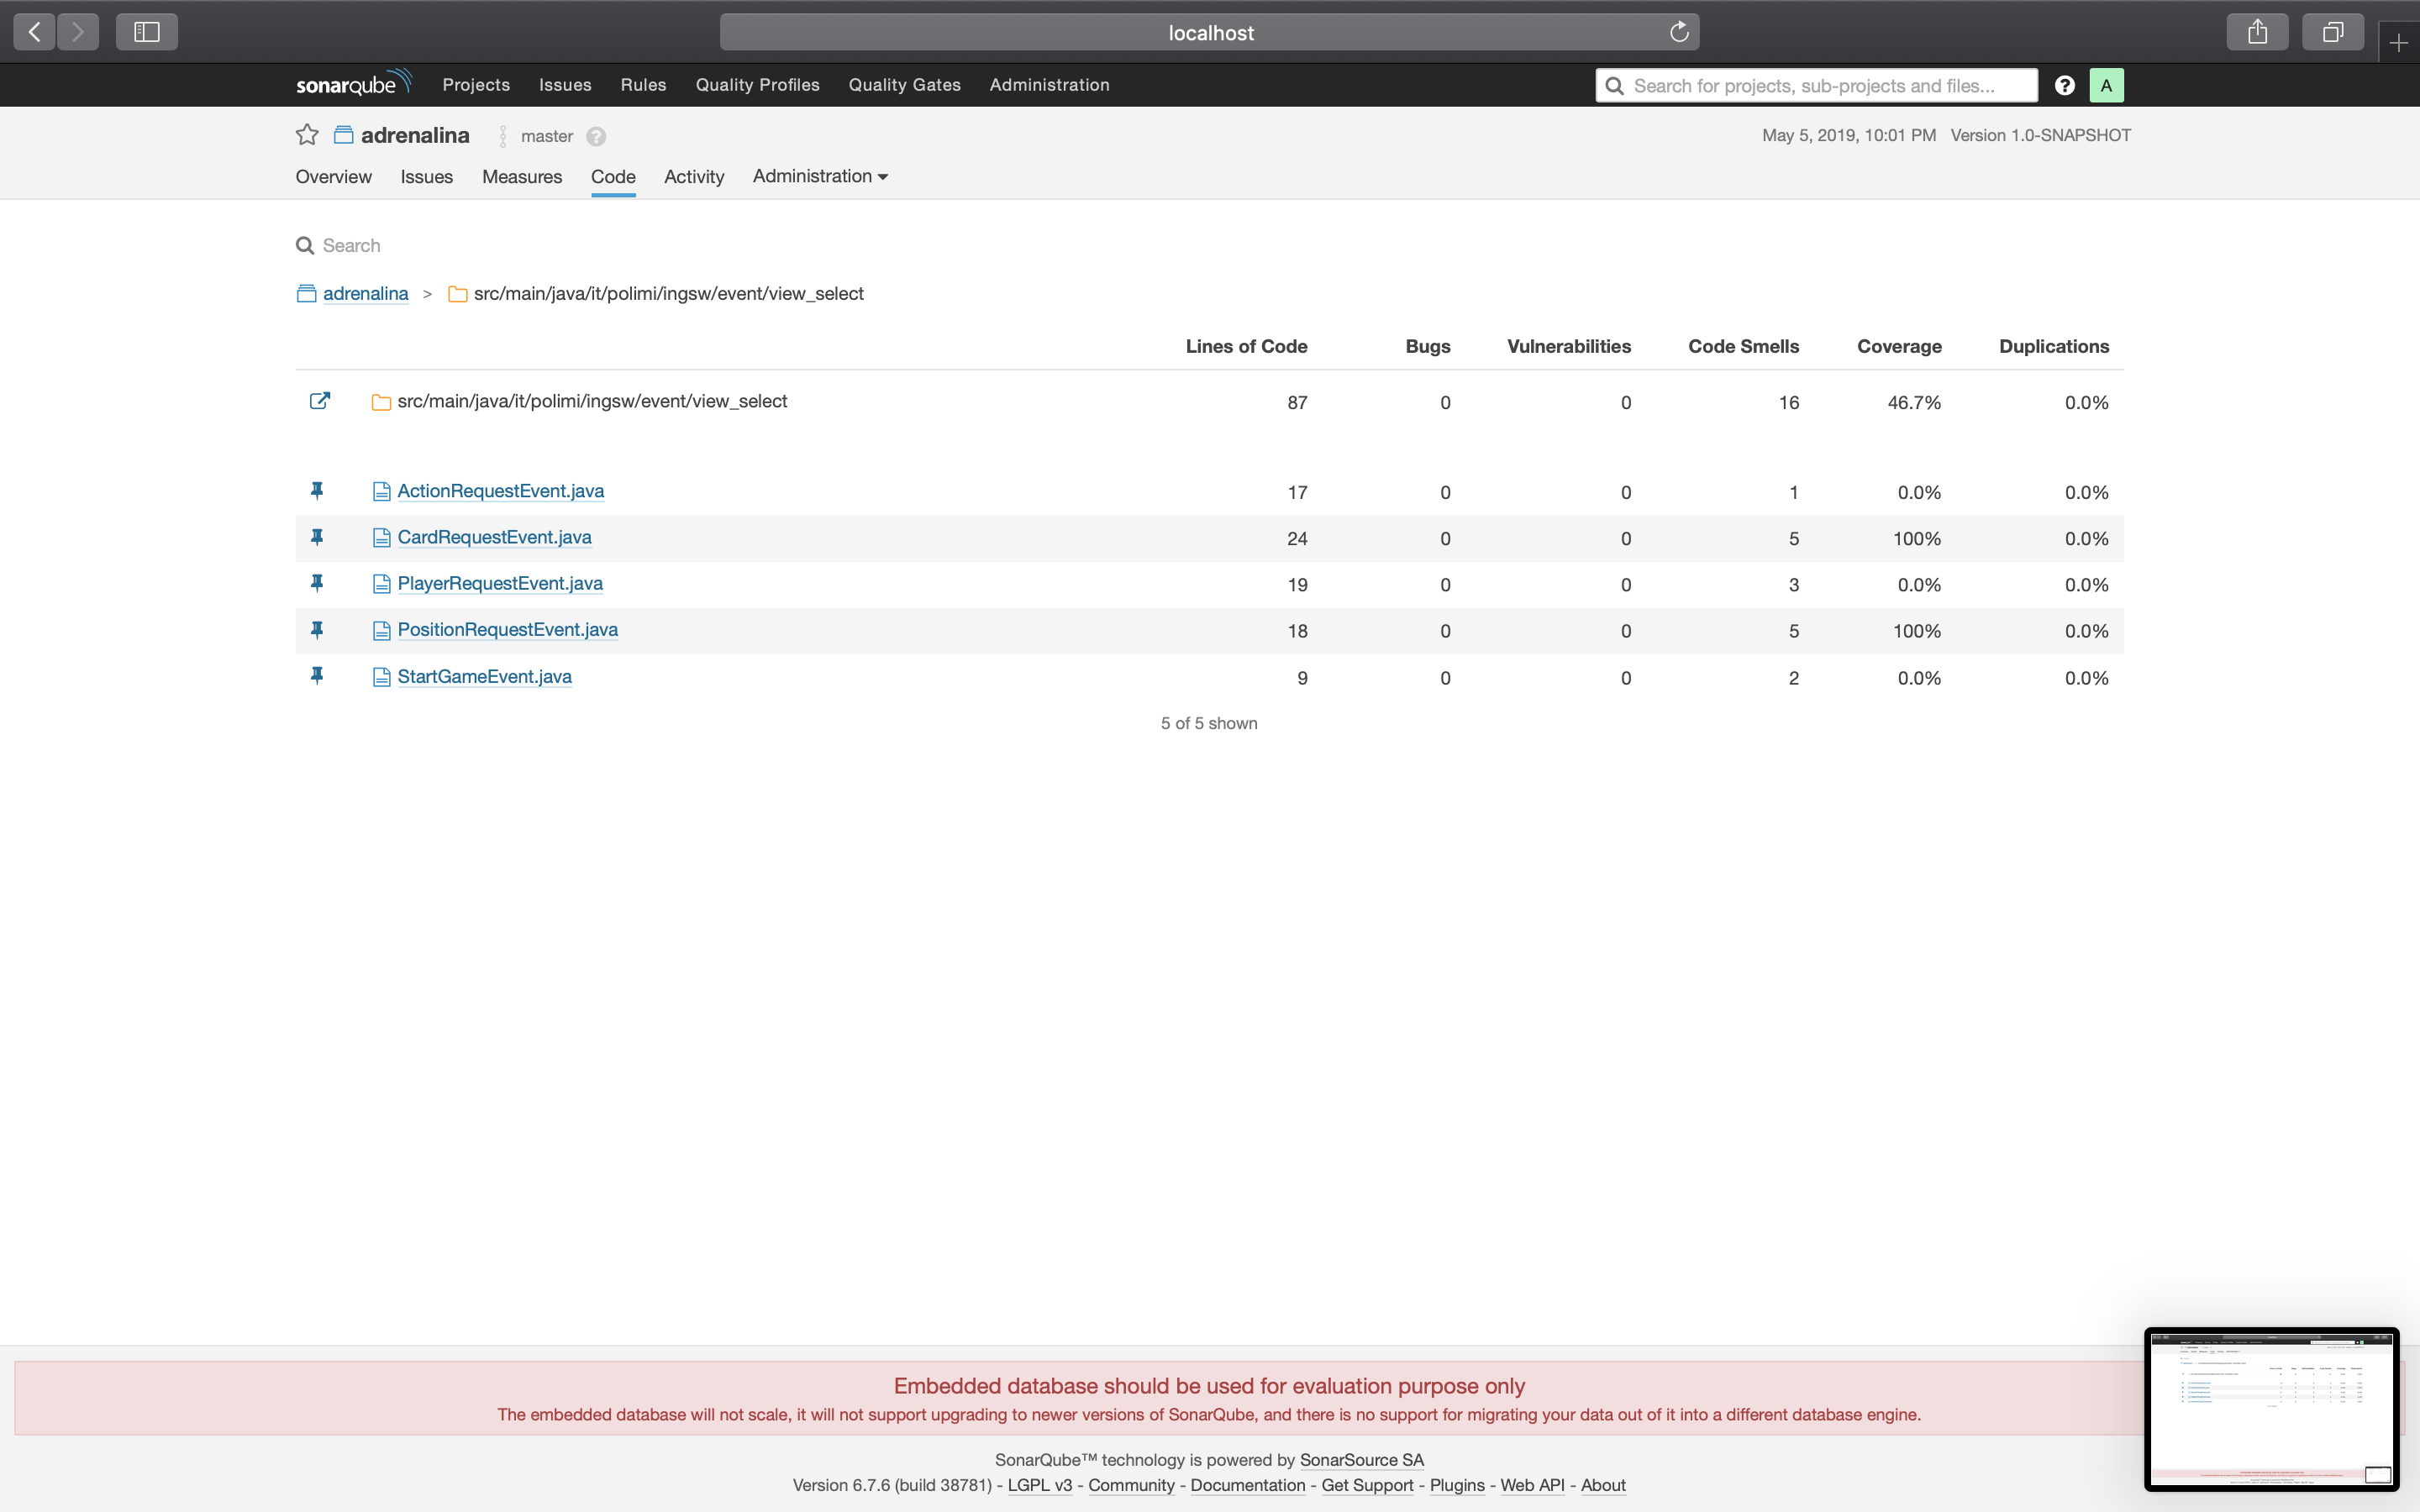 localhost
sonarqube Projects Issues Rules Quality Profiles Quality Gates Administration Search for projects, sub-projects and files... ? A
adrenalina master ? May 5, 2019, 10:01 PM Version 1.0-SNAPSHOT
Overview Issues Measures Code Activity Administration
Search
adrenalina > src/main/java/it/polimi/ingsw/event/view_select
Lines of Code Bugs Vulnerabilities Code Smells Coverage Duplications
src/main/java/it/polimi/ingsw/event/view_select 87 0 0 16 46.7% 0.0%
ActionRequestEvent.java 17 0 0 1 0.0% 0.0%
CardRequestEvent.java 24 0 0 5 100% 0.0%
PlayerRequestEvent.java 19 0 0 3 0.0% 0.0%
PositionRequestEvent.java 18 0 0 5 100% 0.0%
StartGameEvent.java 9 0 0 2 0.0% 0.0%
5 of 5 shown
Embedded database should be used for evaluation purpose only
The embedded database will not scale, it will not support upgrading to newer versions of SonarQube, and there is no support for migrating your data out of it into a different database engine.
SonarQube™ technology is powered by SonarSource SA
Version 6.7.6 (build 38781) - LGPL v3 - Community - Documentation - Get Support - Plugins - Web API - About